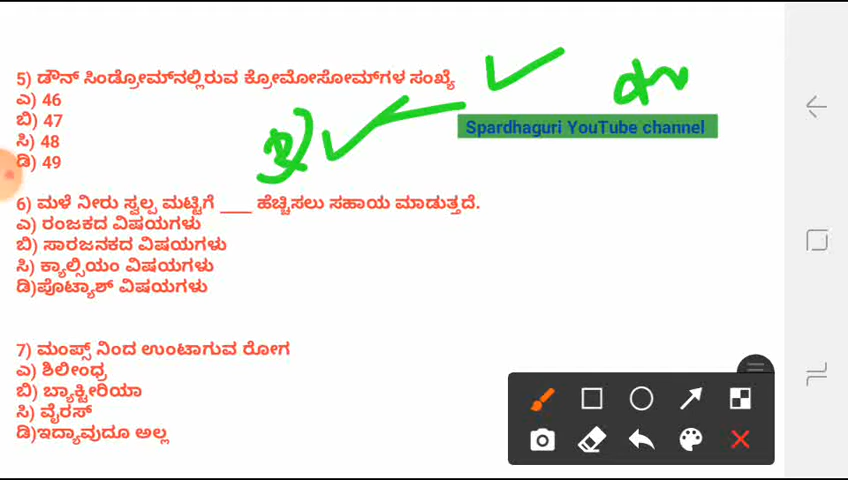 5) ಡೌನ್ ಸಿಂಡ್ರೋಮ್‌ನಲ್ಲಿರುವ ಕ್ರೋಮೋಸೋಮ್‌ಗಳ ಸಂಖ್ಯೆ
ಎ) 46
ಬಿ) 47
Spardhaguri YouTube channel
ಸಿ) 48
ಡಿ) 49
6) ಮಳೆ ನೀರು ಸ್ವಲ್ಪ ಮಟ್ಟಿಗೆ ____ ಹೆಚ್ಚಿಸಲು ಸಹಾಯ ಮಾಡುತ್ತದೆ.
ಎ) ರಂಜಕದ ವಿಷಯಗಳು
ಬಿ) ಸಾರಜನಕದ ವಿಷಯಗಳು
ಸಿ) ಕ್ಯಾಲ್ಸಿಯಂ ವಿಷಯಗಳು
ಡಿ)ಪೊಟ್ಯಾಶ್ ವಿಷಯಗಳು
7) ಮಂಪ್ಸ್ ನಿಂದ ಉಂಟಾಗುವ ರೋಗ
ಎ) ಶಿಲೀಂಧ್ರ
ಬಿ) ಬ್ಯಾಕ್ಟೀರಿಯಾ
ಸಿ) ವೈರಸ್
ಡಿ)ಇದ್ಯಾವುದೂ ಅಲ್ಲ